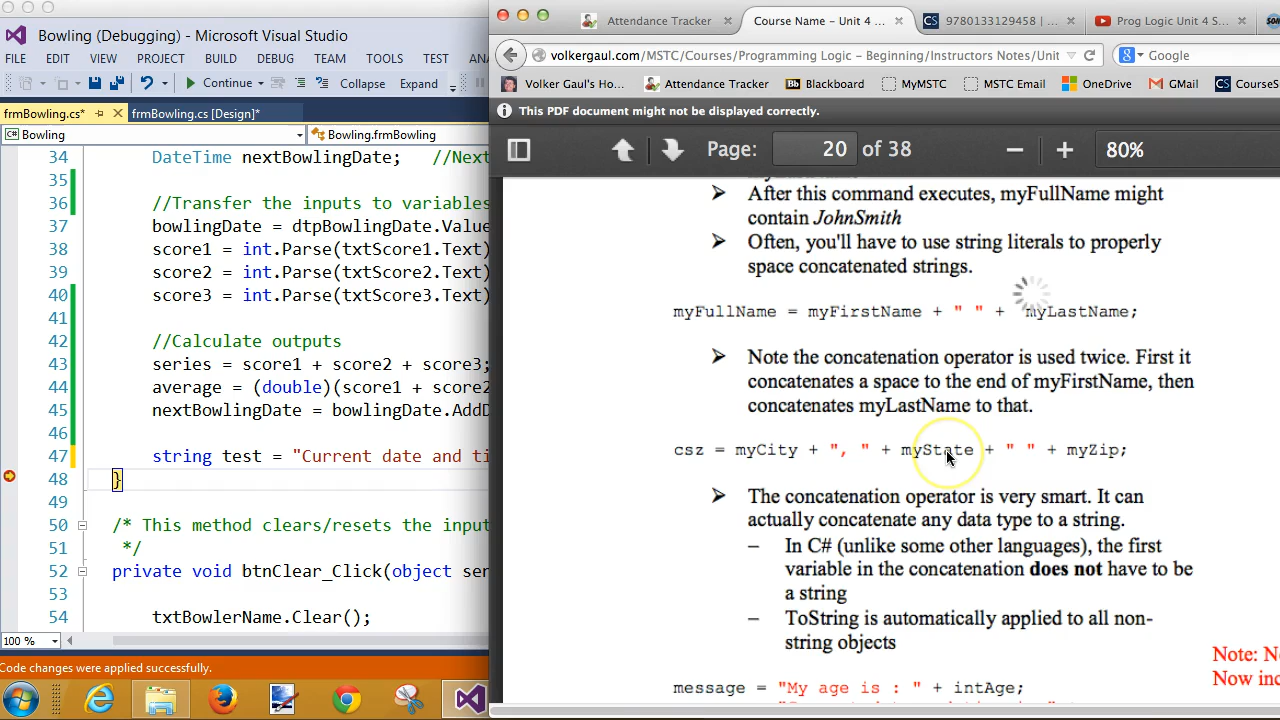 Bowling (Debugging) - Microsoft Visual Studio
FILE EDIT VIEW PROJECT BUILD DEBUG TEAM TOOLS TEST
Continue Collapse Expand
frmBowling.cs* frmBowling.cs [Design]*
Bowling Bowling.frmBowling
34 DateTime nextBowlingDate; //Next
35
36 //Transfer the inputs to variables
37 bowlingDate = dtpBowlingDate.Value
38 score1 = int.Parse(txtScore1.Text)
39 score2 = int.Parse(txtScore2.Text)
40 score3 = int.Parse(txtScore3.Text)
41
42 //Calculate outputs
43 series = score1 + score2 + score3;
44 average = (double)(score1 + score2
45 nextBowlingDate = bowlingDate.AddD
46
47 string test = "Current date and ti
48 }
49
50 /* This method clears/resets the input
51 */
52 private void btnClear_Click(object sen
53
54 txtBowlerName.Clear();
100 %
Code changes were applied successfully.
Attendance Tracker
Course Name – Unit 4 ...
CS 9780133129458 | ...
Prog Logic Unit 4 S...
volkergaul.com/MSTC/Courses/Programming Logic – Beginning/Instructors Notes/Unit
Google
Volker Gaul's Ho... Attendance Tracker Bb Blackboard MyMSTC MSTC Email OneDrive GMail CS CourseS
This PDF document might not be displayed correctly.
Page: 20 of 38 80%
After this command executes, myFullName might
contain JohnSmith
Often, you'll have to use string literals to properly
space concatenated strings.
myFullName = myFirstName + " " + myLastName;
Note the concatenation operator is used twice. First it
concatenates a space to the end of myFirstName, then
concatenates myLastName to that.
csz = myCity + ", " + myState + " " + myZip;
The concatenation operator is very smart. It can
actually concatenate any data type to a string.
– In C# (unlike some other languages), the first
variable in the concatenation does not have to be
a string
– ToString is automatically applied to all non-
string objects
Note:
Now inc
message = "My age is : " + intAge;